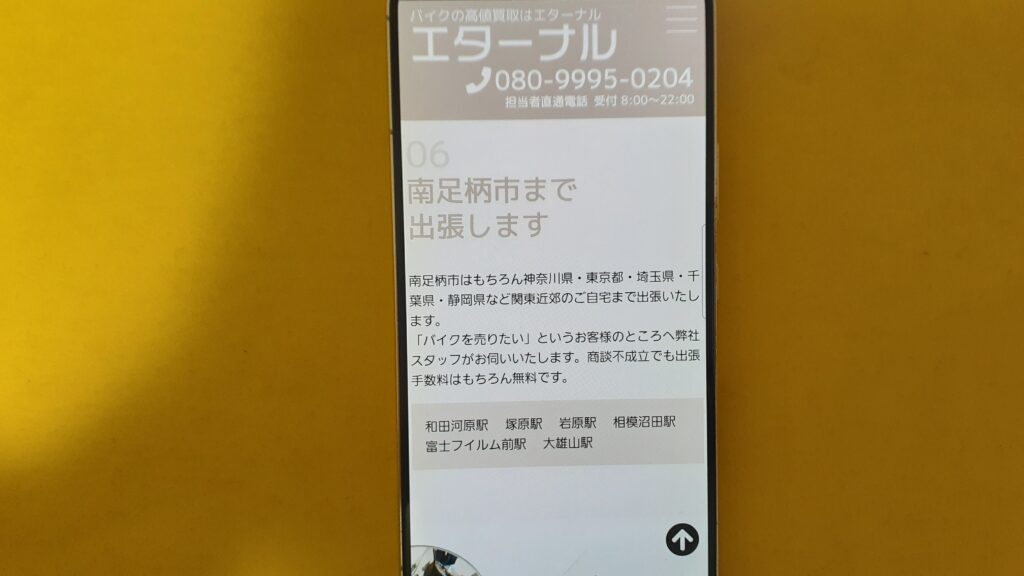 バイクの高値買取はエターナル
エターナル
080-9995-0204
担当者直通電話 受付 8:00〜22:00
06
南足柄市まで
出張します
南足柄市はもちろん神奈川県・東京都・埼玉県・千
葉県・静岡県など関東近郊のご自宅まで出張いたし
ます。
「バイクを売りたい」というお客様のところへ弊社
スタッフがお伺いいたします。商談不成立でも出張
手数料はもちろん無料です。
和田河原駅 塚原駅 岩原駅 相模沼田駅
富士フイルム前駅 大雄山駅